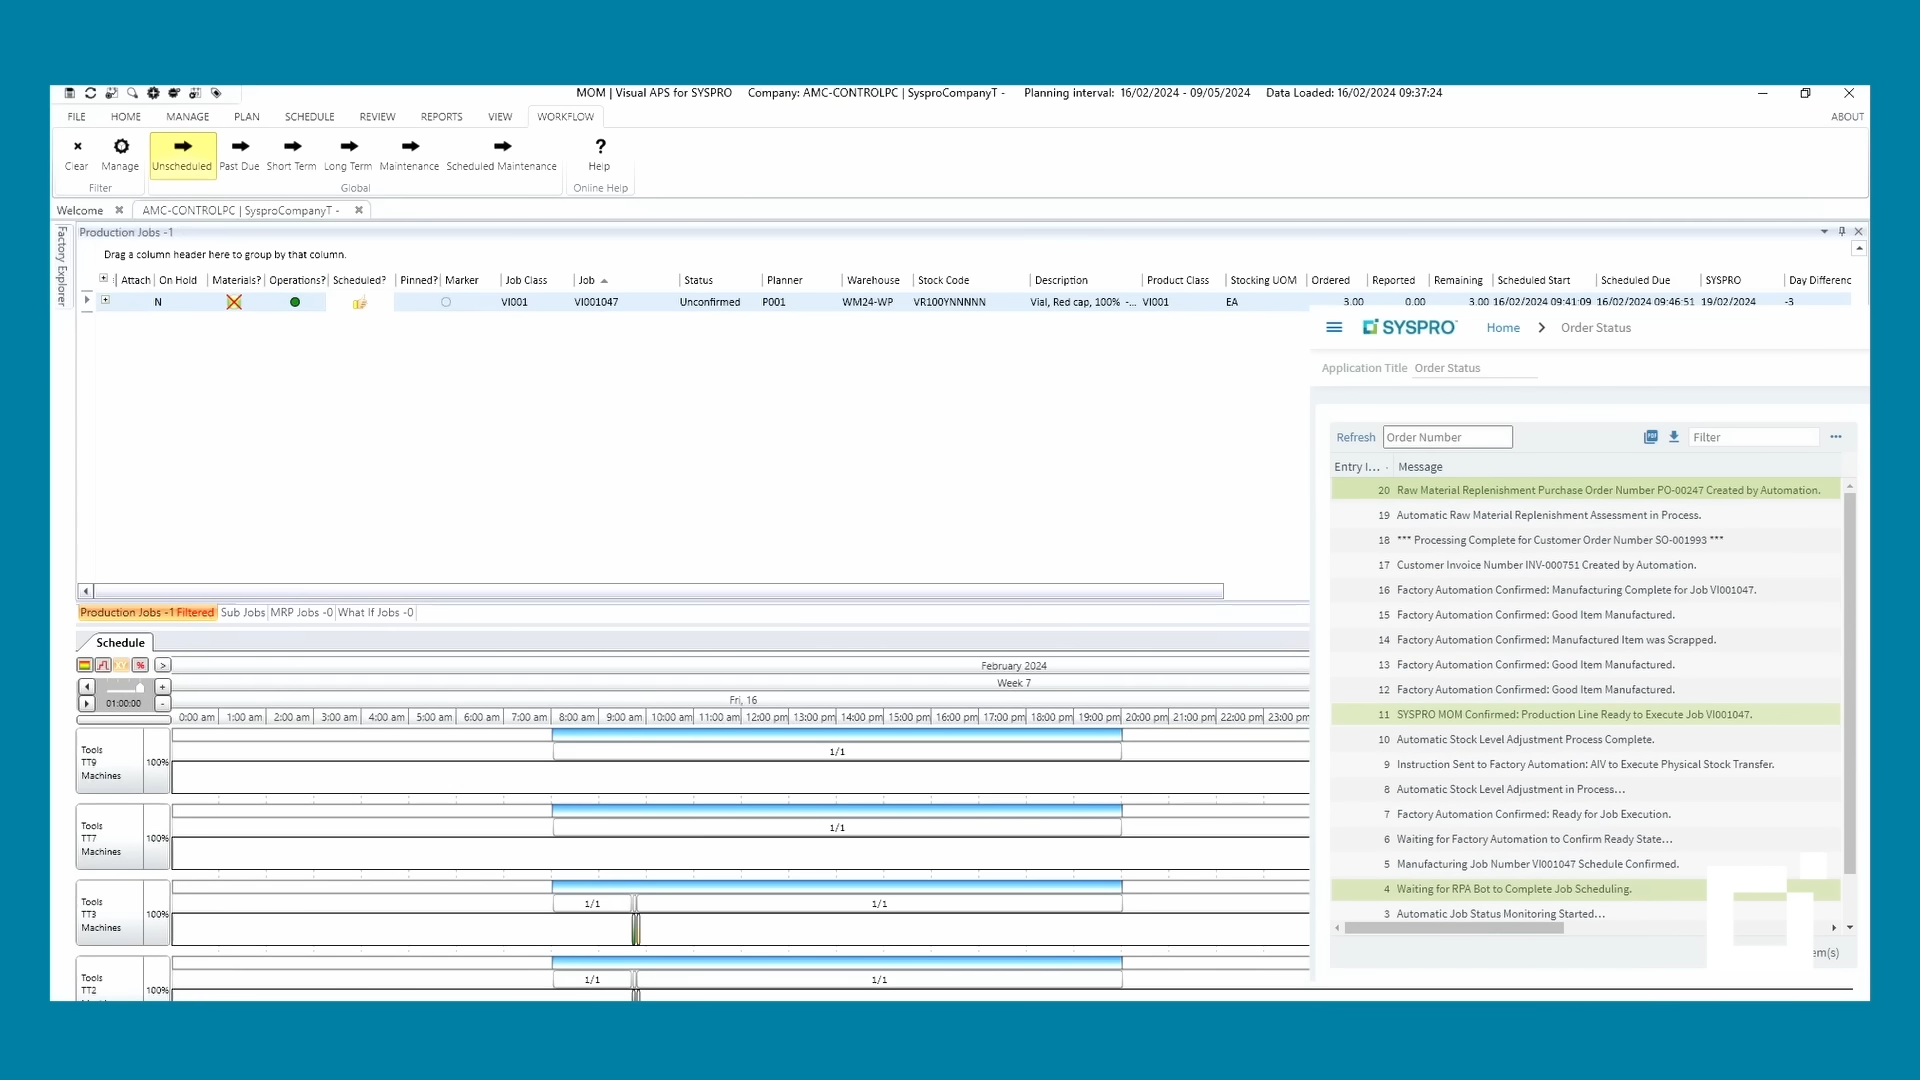 MOM | Visual APS for SYSPRO Company: AMC-CONTROLPC | SysproCompanyT - Planning interval: 16/02/2024 - 09/05/2024 Data Loaded: 16/02/2024 09:37:24
FILE HOME MANAGE PLAN SCHEDULE REVIEW REPORTS VIEW WORKFLOW ABOUT
Clear Manage Unscheduled Past Due Short Term Long Term Maintenance Scheduled Maintenance Help
Filter Global Online Help
Welcome AMC-CONTROLPC | SysproCompanyT -
Factory Explorer
Production Jobs -1
Drag a column header here to group by that column.
Attach On Hold Materials? Operations? Scheduled? Pinned? Marker Job Class Job Status Planner Warehouse Stock Code Description Product Class Stocking UOM Ordered Reported Remaining Scheduled Start Scheduled Due SYSPRO Day Differenc
N VI001 VI001047 Unconfirmed P001 WM24-WP VR100YNNNNN Vial, Red cap, 100% -... VI001 EA 3.00 0.00 3.00 16/02/2024 09:41:09 16/02/2024 09:46:51 19/02/2024 -3
Production Jobs -1 Filtered Sub Jobs MRP Jobs -0 What If Jobs -0
Schedule
February 2024
Week 7
Fri, 16
01:00:00
0:00 am 1:00 am 2:00 am 3:00 am 4:00 am 5:00 am 6:00 am 7:00 am 8:00 am 9:00 am 10:00 am 11:00 am 12:00 pm 13:00 pm 14:00 pm 15:00 pm 16:00 pm 17:00 pm 18:00 pm 19:00 pm 20:00 pm 21:00 pm 22:00 pm 23:00 pm
Tools
TT9 100% 1/1
Machines
Tools
TT7 100% 1/1
Machines
Tools
TT3 100% 1/1 1/1
Machines
Tools
TT2 100% 1/1 1/1
SYSPRO Home > Order Status
Application Title Order Status
Refresh Order Number PDF Filter
Entry I... Message
20 Raw Material Replenishment Purchase Order Number PO-00247 Created by Automation.
19 Automatic Raw Material Replenishment Assessment in Process.
18 *** Processing Complete for Customer Order Number SO-001993 ***
17 Customer Invoice Number INV-000751 Created by Automation.
16 Factory Automation Confirmed: Manufacturing Complete for Job VI001047.
15 Factory Automation Confirmed: Good Item Manufactured.
14 Factory Automation Confirmed: Manufactured Item was Scrapped.
13 Factory Automation Confirmed: Good Item Manufactured.
12 Factory Automation Confirmed: Good Item Manufactured.
11 SYSPRO MOM Confirmed: Production Line Ready to Execute Job VI001047.
10 Automatic Stock Level Adjustment Process Complete.
9 Instruction Sent to Factory Automation: AIV to Execute Physical Stock Transfer.
8 Automatic Stock Level Adjustment in Process...
7 Factory Automation Confirmed: Ready for Job Execution.
6 Waiting for Factory Automation to Confirm Ready State...
5 Manufacturing Job Number VI001047 Schedule Confirmed.
4 Waiting for RPA Bot to Complete Job Scheduling.
3 Automatic Job Status Monitoring Started...
em(s)